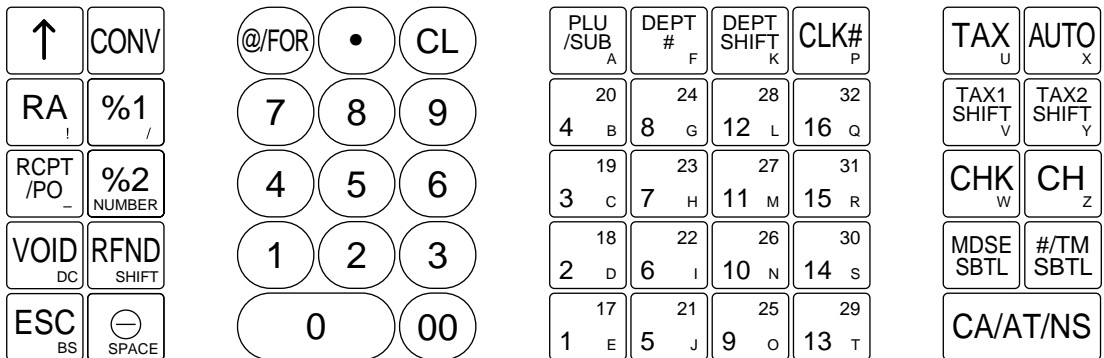 ↑ CONV @/FOR • CL PLU /SUB A DEPT # F DEPT SHIFT K CLK# P TAX U AUTO X
RA ! %1 / 7 8 9 20 4 B 24 8 G 28 12 L 32 16 Q TAX1 SHIFT V TAX2 SHIFT Y
RCPT /PO _ %2 NUMBER 4 5 6 19 3 C 23 7 H 27 11 M 31 15 R CHK W CH Z
VOID DC RFND SHIFT 1 2 3 18 2 D 22 6 I 26 10 N 30 14 S MDSE SBTL #/TM SBTL
ESC BS ⊖ SPACE 0 00 17 1 E 21 5 J 25 9 O 29 13 T CA/AT/NS